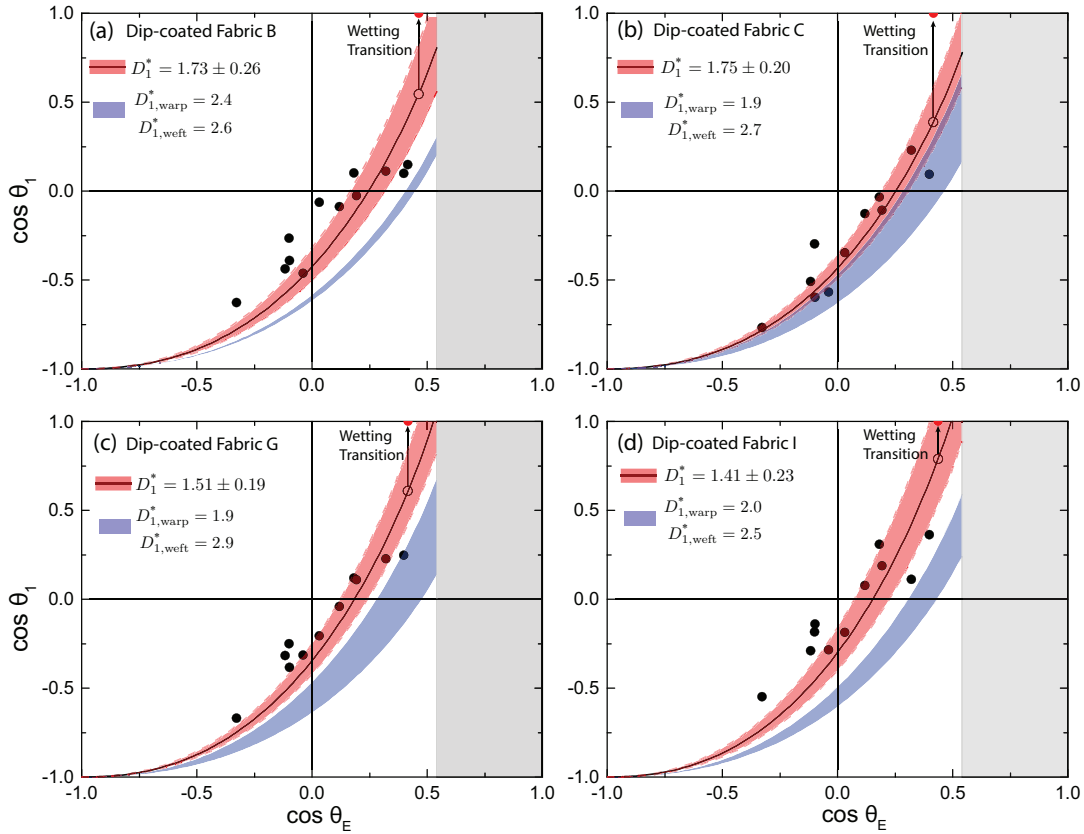 (a) Dip-coated Fabric B
D*1 = 1.73 ± 0.26
D*1,warp = 2.4
D*1,weft = 2.6
Wetting
Transition
1.0
0.5
0.0
-0.5
-1.0
-1.0 -0.5 0.0 0.5 1.0
cos θ1
(b) Dip-coated Fabric C
D*1 = 1.75 ± 0.20
D*1,warp = 1.9
D*1,weft = 2.7
Wetting
Transition
1.0
0.5
0.0
-0.5
-1.0
-1.0 -0.5 0.0 0.5 1.0
(c) Dip-coated Fabric G
D*1 = 1.51 ± 0.19
D*1,warp = 1.9
D*1,weft = 2.9
Wetting
Transition
1.0
0.5
0.0
-0.5
-1.0
-1.0 -0.5 0.0 0.5 1.0
cos θ1
cos θE
(d) Dip-coated Fabric I
D*1 = 1.41 ± 0.23
D*1,warp = 2.0
D*1,weft = 2.5
Wetting
Transition
1.0
0.5
0.0
-0.5
-1.0
-1.0 -0.5 0.0 0.5 1.0
cos θE